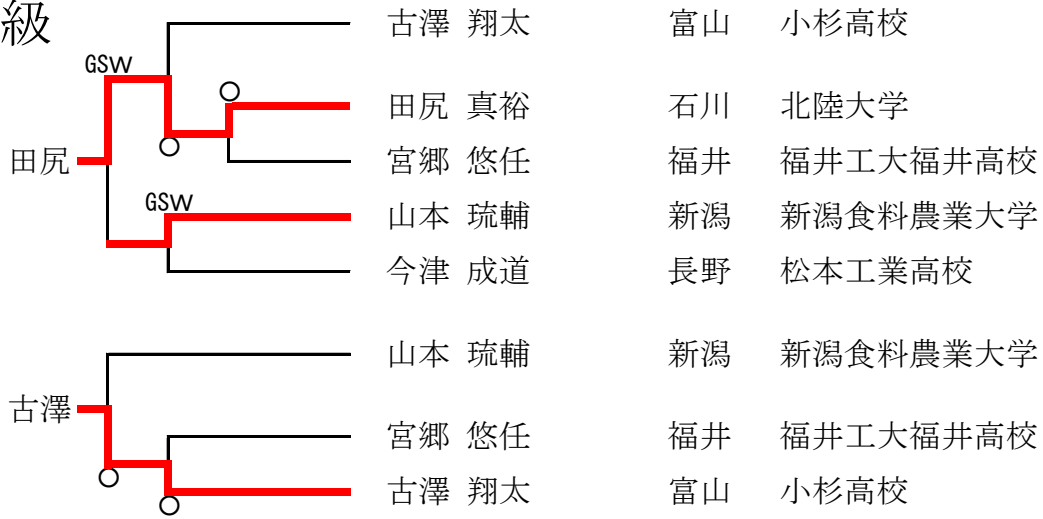 級
古澤 翔太 富山 小杉高校
GSW
○
田尻 真裕 石川 北陸大学
○
田尻
宮郷 悠任 福井 福井工大福井高校
GSW
山本 琉輔 新潟 新潟食料農業大学
今津 成道 長野 松本工業高校
山本 琉輔 新潟 新潟食料農業大学
古澤
宮郷 悠任 福井 福井工大福井高校
○
古澤 翔太 富山 小杉高校
○